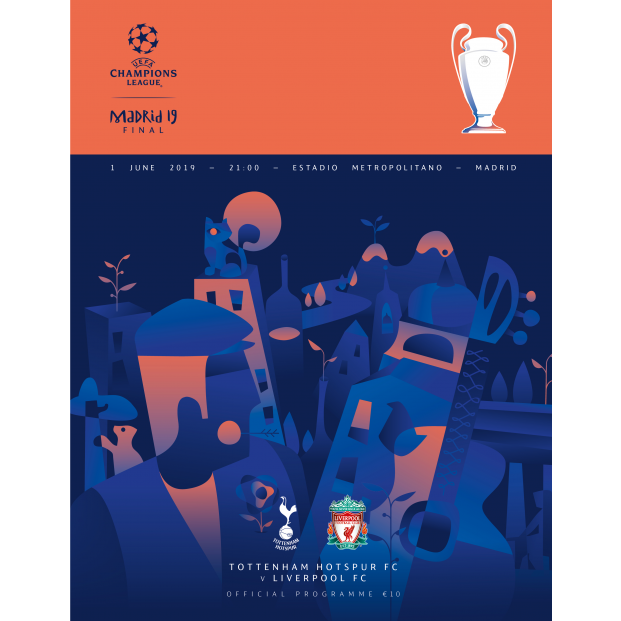 UEFA
CHAMPIONS
LEAGUE
MADRID 19
FINAL
1 JUNE 2019 – 21:00 – ESTADIO METROPOLITANO – MADRID
TOTTENHAM
HOTSPUR
LIVERPOOL
TOTTENHAM HOTSPUR FC
V LIVERPOOL FC
OFFICIAL PROGRAMME €10